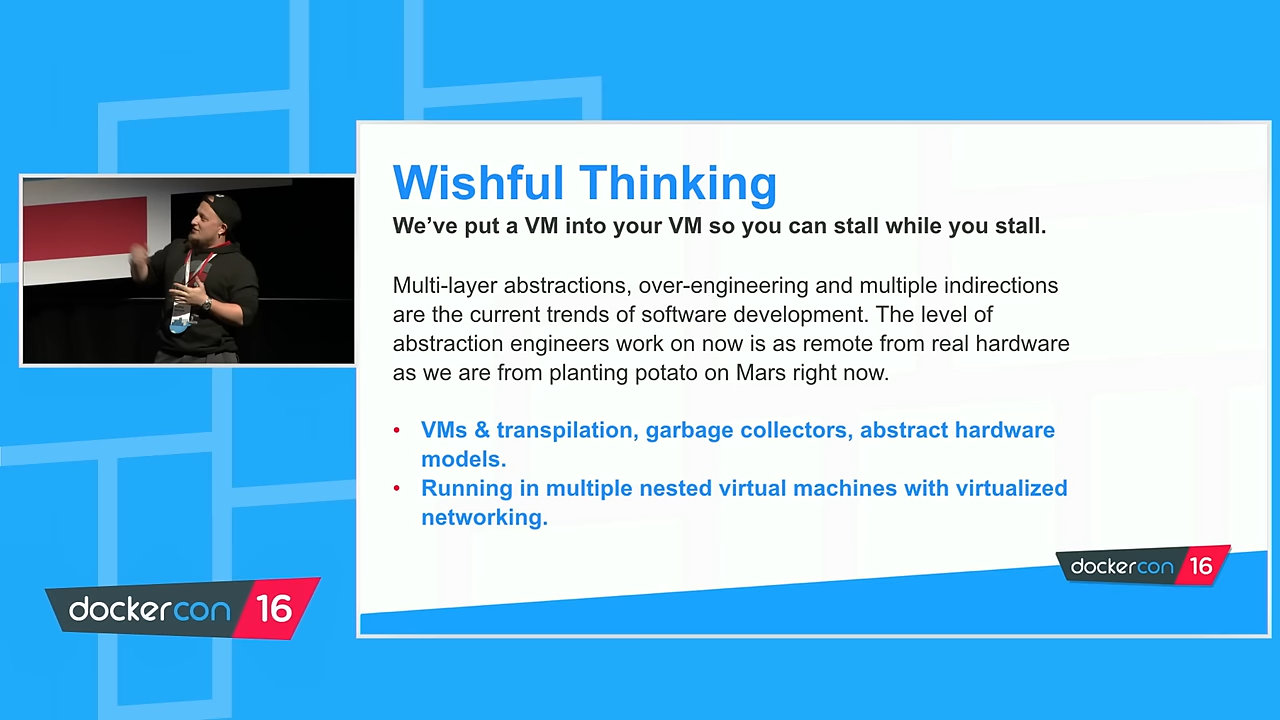 Wishful Thinking
We’ve put a VM into your VM so you can stall while you stall.
Multi-layer abstractions, over-engineering and multiple indirections
are the current trends of software development. The level of
abstraction engineers work on now is as remote from real hardware
as we are from planting potato on Mars right now.
• VMs & transpilation, garbage collectors, abstract hardware
models.
• Running in multiple nested virtual machines with virtualized
networking.
dockercon 16
dockercon 16